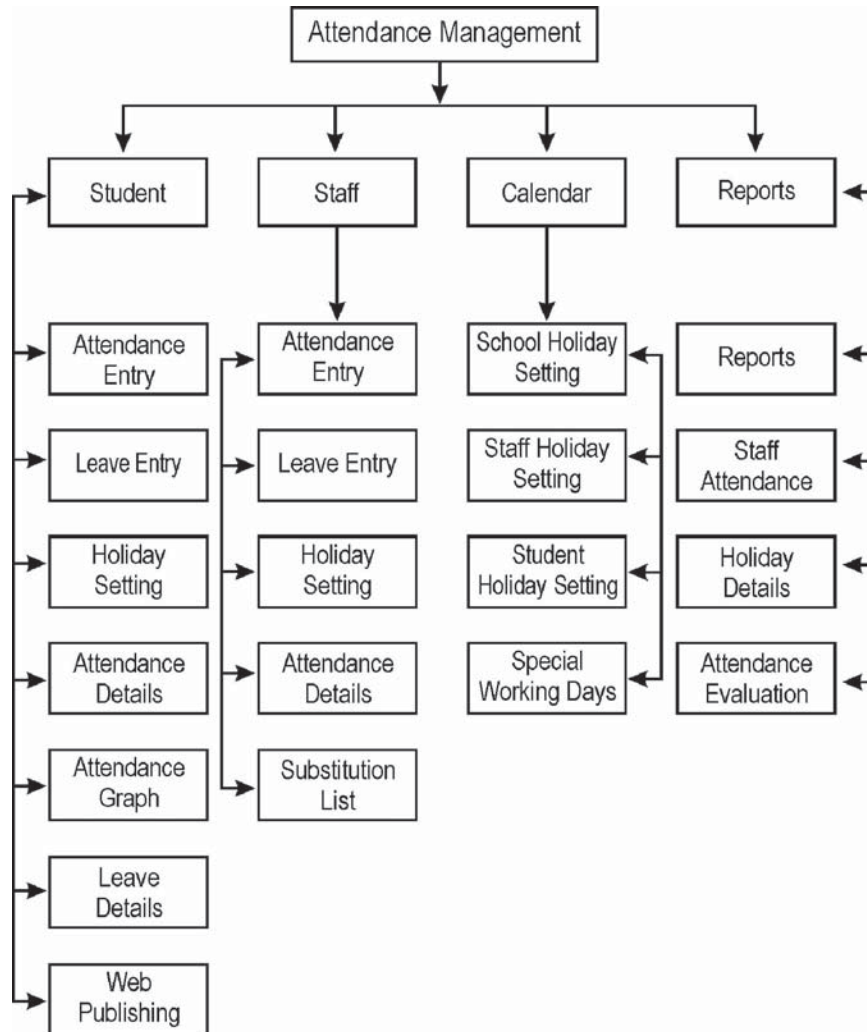 Attendance Management
Student
Staff
Calendar
Reports
Attendance
Entry
Attendance
Entry
School Holiday
Setting
Reports
Leave Entry
Leave Entry
Staff Holiday
Setting
Staff
Attendance
Holiday
Setting
Holiday
Setting
Student
Holiday Setting
Holiday
Details
Attendance
Details
Attendance
Details
Special
Working Days
Attendance
Evaluation
Attendance
Graph
Substitution
List
Leave
Details
Web
Publishing